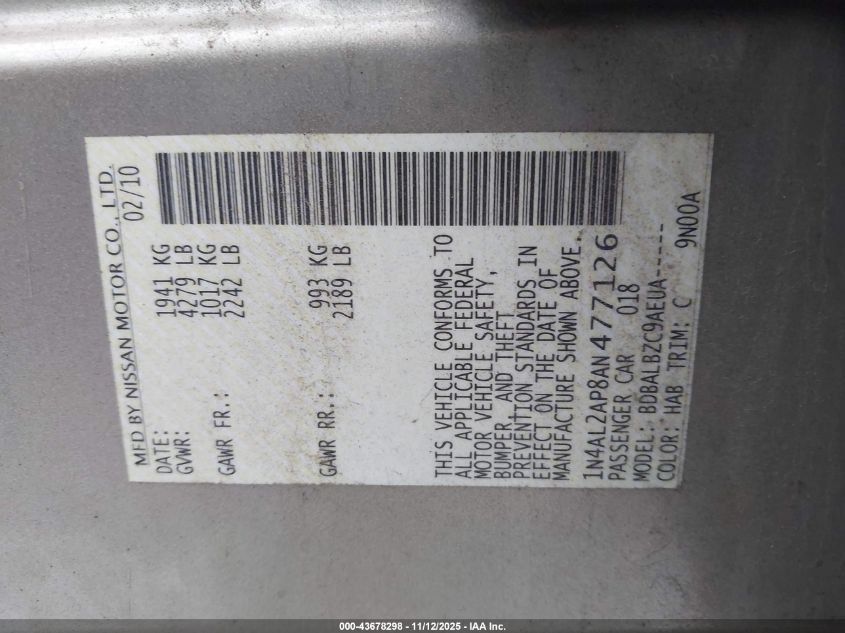 MFD BY NISSAN MOTOR CO., LTD.
DATE: 02/10
GVWR: 1941 KG
4279 LB
GAWR FR.: 1017 KG
2242 LB
GAWR RR.: 993 KG
2189 LB
THIS VEHICLE CONFORMS TO
ALL APPLICABLE FEDERAL
MOTOR VEHICLE SAFETY,
BUMPER, AND THEFT
PREVENTION STANDARDS IN
EFFECT ON THE DATE OF
MANUFACTURE SHOWN ABOVE.
1N4AL2AP8AN477126
PASSENGER CAR 018
MODEL: BDBALBZC9AEUA-----
COLOR: HAB TRIM: C 9N00A
000-43678298 - 11/12/2025 - IAA Inc.